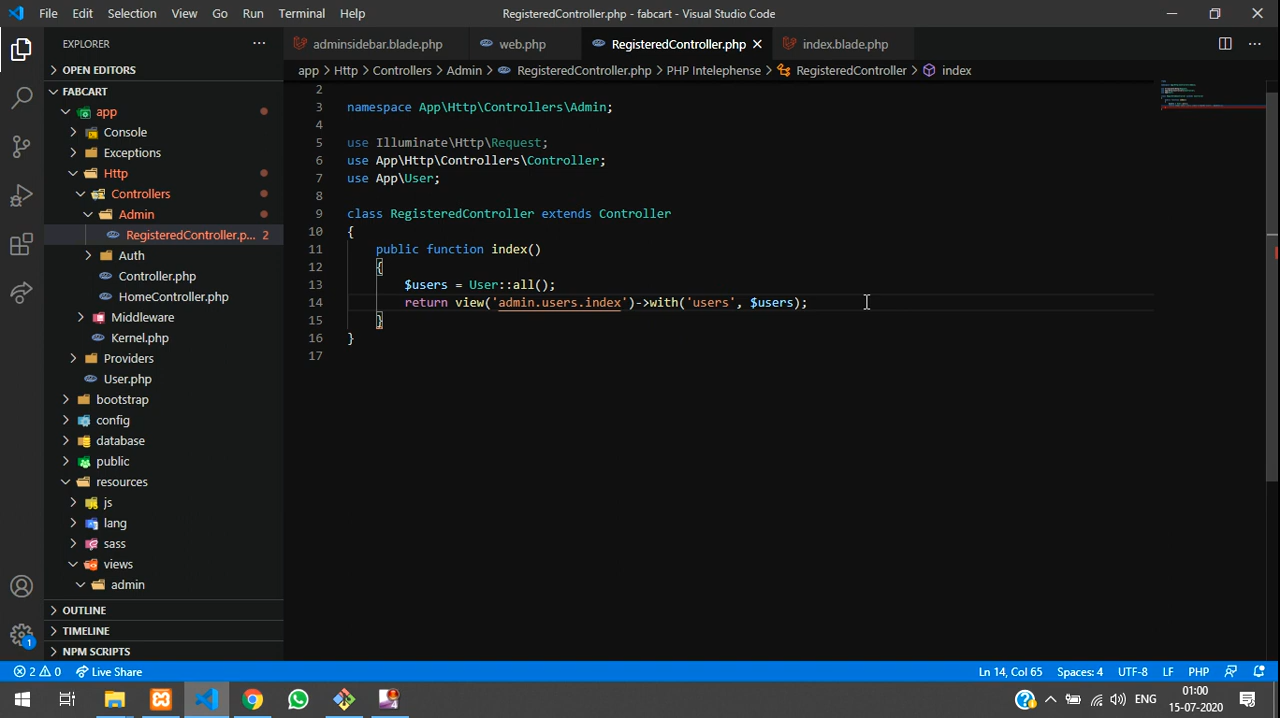 File Edit Selection View Go Run Terminal Help RegisteredController.php - fabcart - Visual Studio Code
EXPLORER
adminsidebar.blade.php web.php RegisteredController.php index.blade.php
OPEN EDITORS
app > Http > Controllers > Admin > RegisteredController.php > PHP Intelephense > RegisteredController > index
FABCART
app
Console
Exceptions
Http
Controllers
Admin
RegisteredController.p... 2
Auth
Controller.php
HomeController.php
Middleware
Kernel.php
Providers
User.php
bootstrap
config
database
public
resources
js
lang
sass
views
admin
OUTLINE
TIMELINE
NPM SCRIPTS
2
3 namespace App\Http\Controllers\Admin;
4
5 use Illuminate\Http\Request;
6 use App\Http\Controllers\Controller;
7 use App\User;
8
9 class RegisteredController extends Controller
10 {
11 public function index()
12 {
13 $users = User::all();
14 return view('admin.users.index')->with('users', $users);
15 }
16 }
17
1
2 0 Live Share Ln 14, Col 65 Spaces: 4 UTF-8 LF PHP
ENG 01:00
15-07-2020